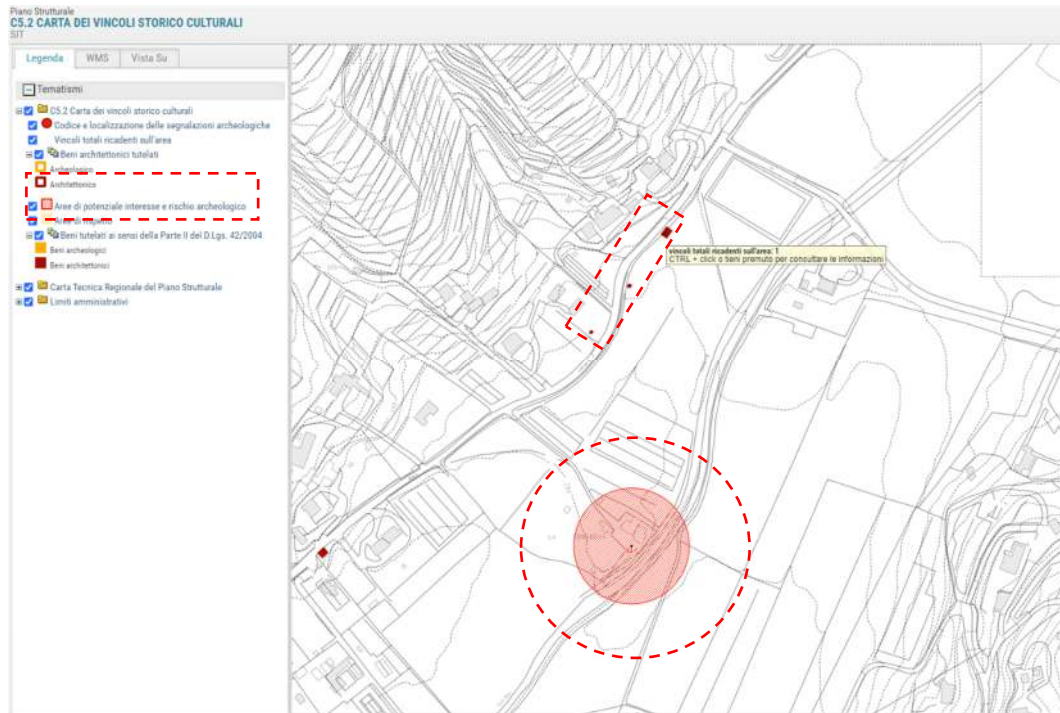 Piano Strutturale
C5.2 CARTA DEI VINCOLI STORICO CULTURALI
SIT
Legenda
WMS
Vista Su
Tematismi
C5.2 Carta dei vincoli storico culturali
Codice e localizzazione delle segnalazioni archeologiche
Vincoli totali ricadenti sull'area
Beni architettonici tutelati
Archeologico
Architettonico
Aree di potenziale interesse e rischio archeologico
Aree di rispetto
Beni tutelati ai sensi della Parte II del D.Lgs. 42/2004
Beni archeologici
Beni architettonici
Carta Tecnica Regionale del Piano Strutturale
Limiti amministrativi
vincoli totali ricadenti sull'area: 1
CTRL + click o tieni premuto per consultare le informazioni